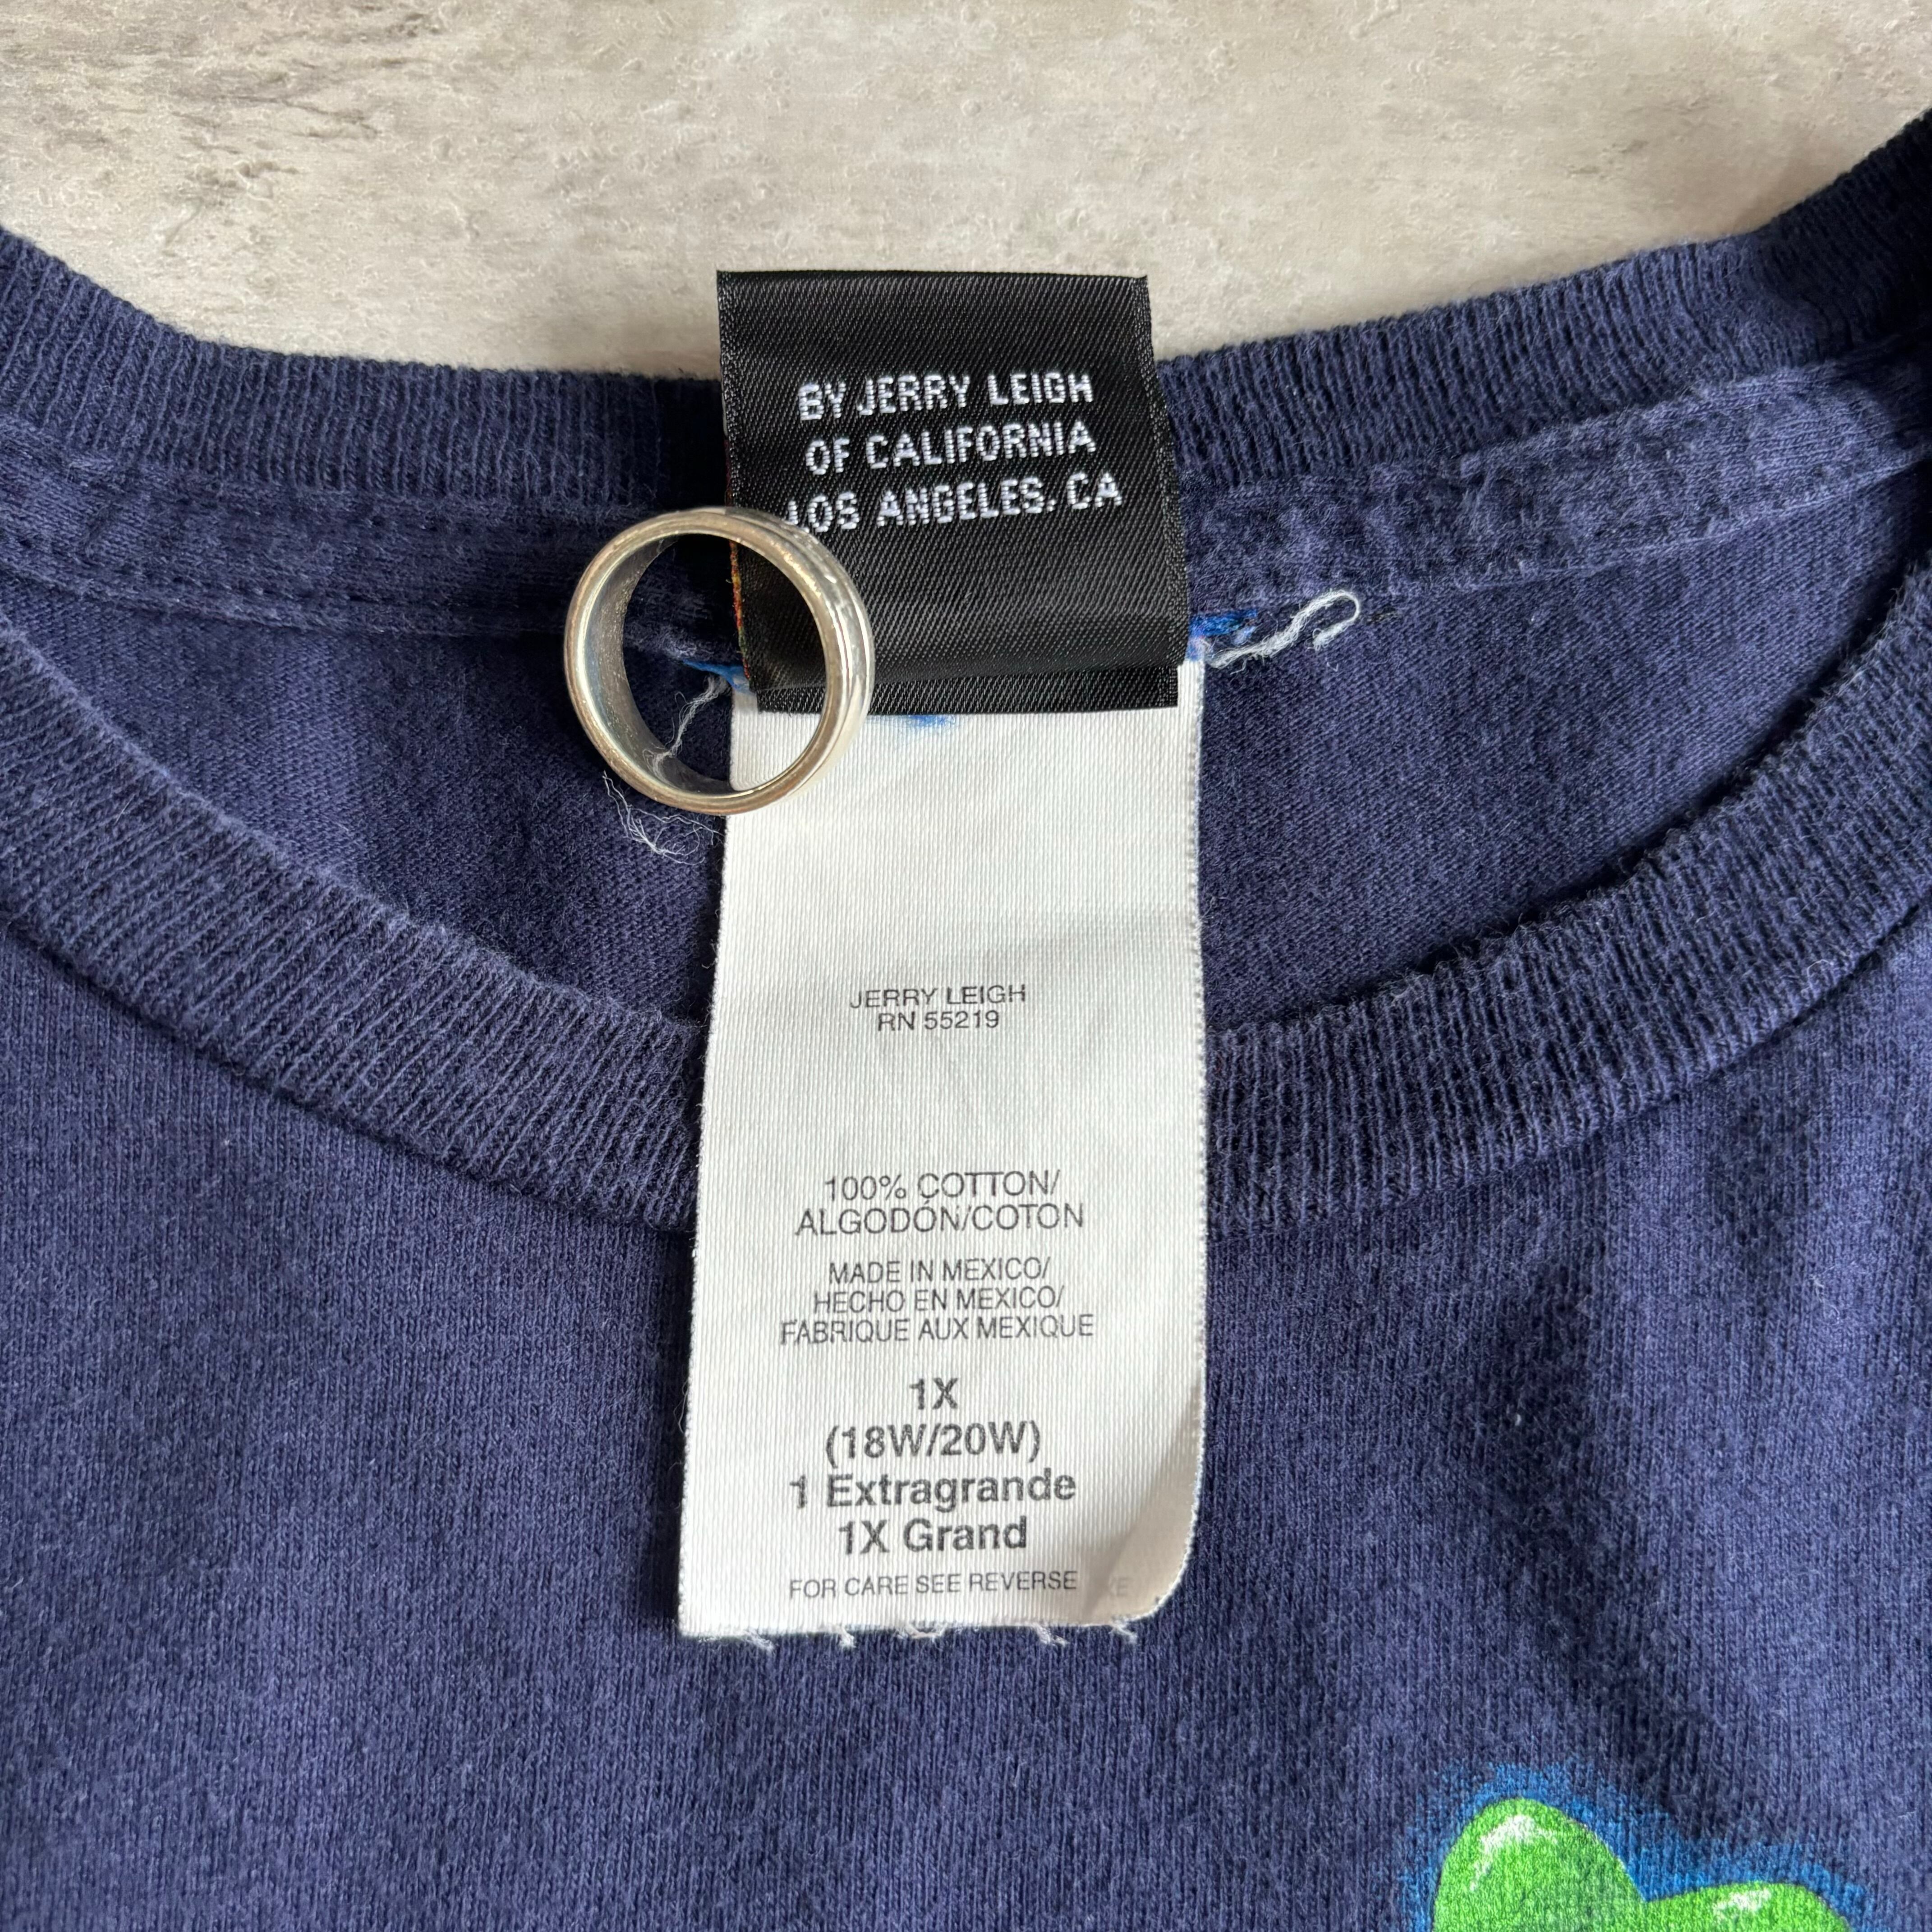 BY JERRY LEIGH
OF CALIFORNIA
LOS ANGELES, CA
JERRY LEIGH
RN 55219
100% COTTON/
ALGODÓN/COTON
MADE IN MEXICO/
HECHO EN MEXICO/
FABRIQUE AUX MEXIQUE
1X
(18W/20W)
1 Extragrande
1X Grand
FOR CARE SEE REVERSE